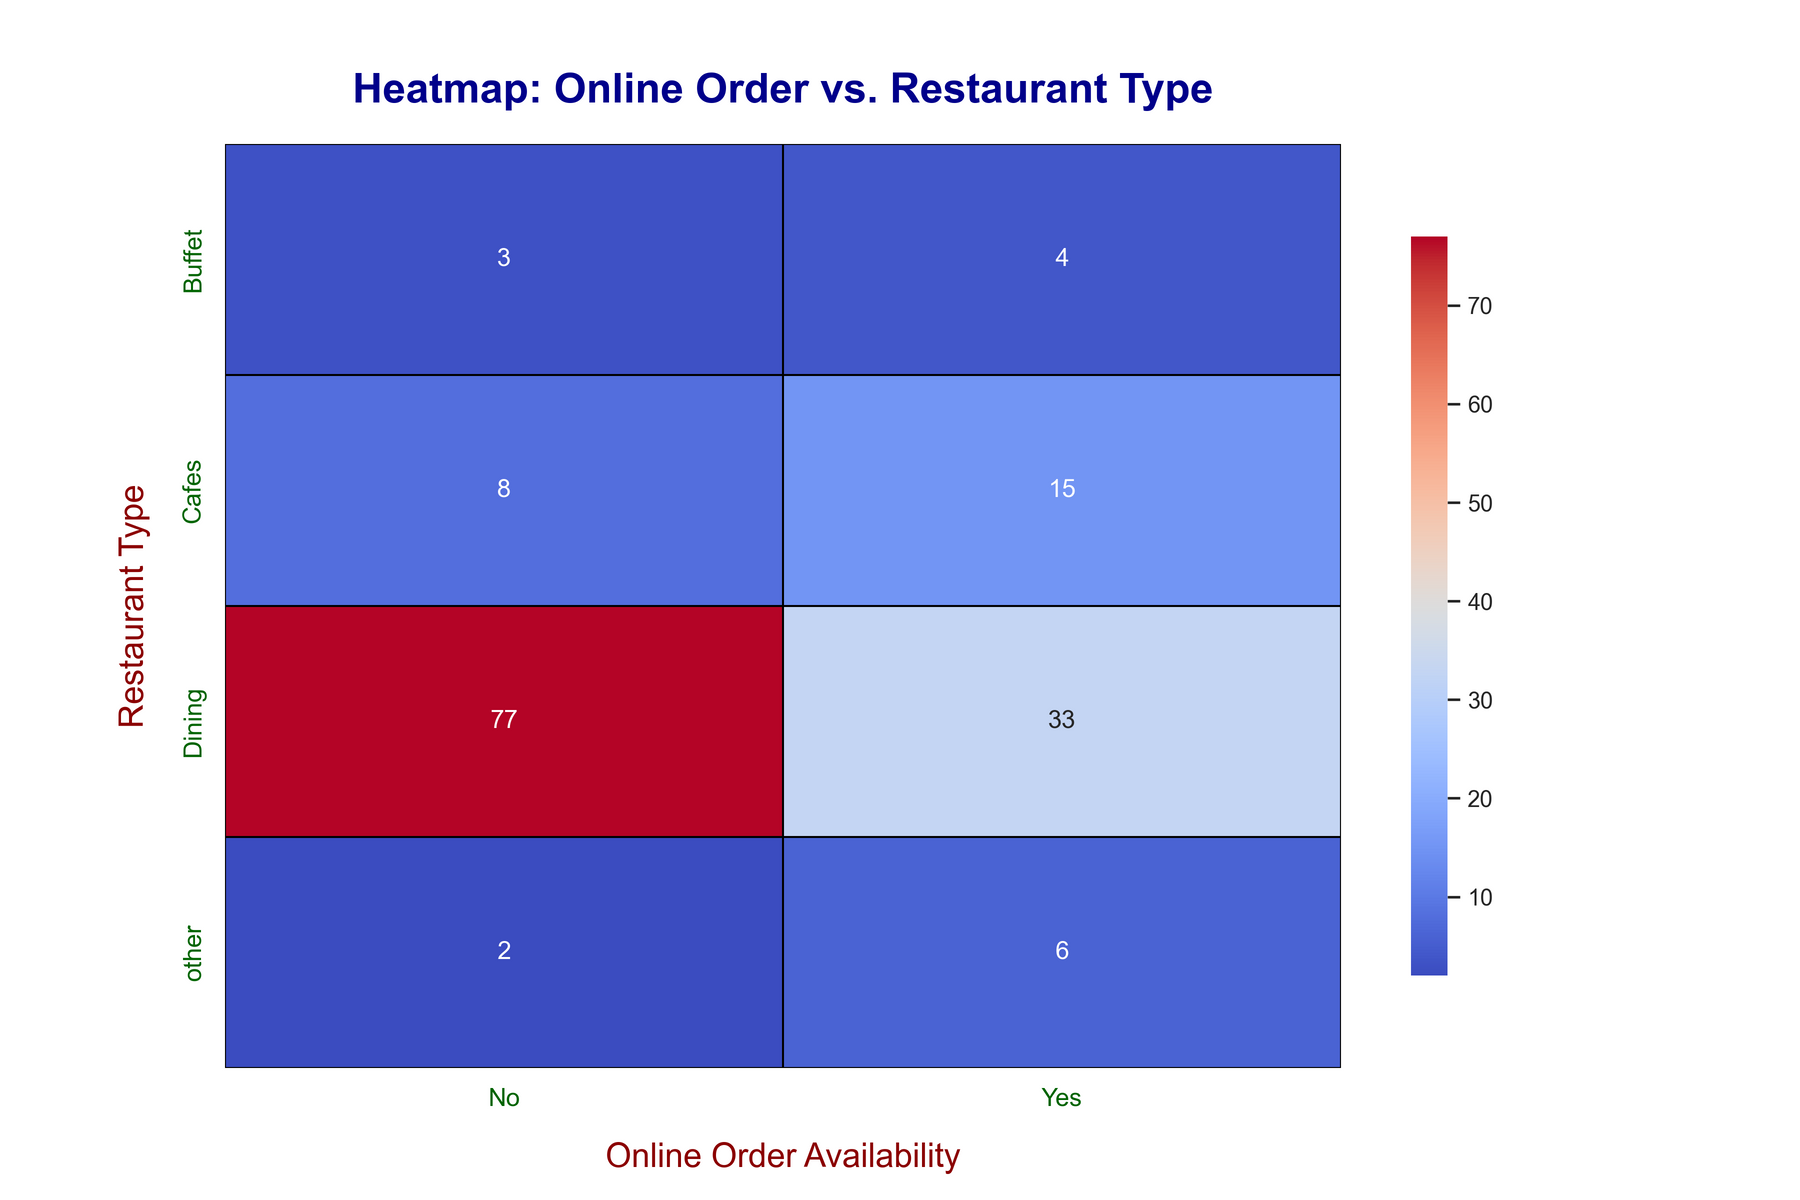 Heatmap: Online Order vs. Restaurant Type
Restaurant Type
Buffet
3
4
Cafes
8
15
Dining
77
33
other
2
6
No
Yes
Online Order Availability
70
60
50
40
30
20
10